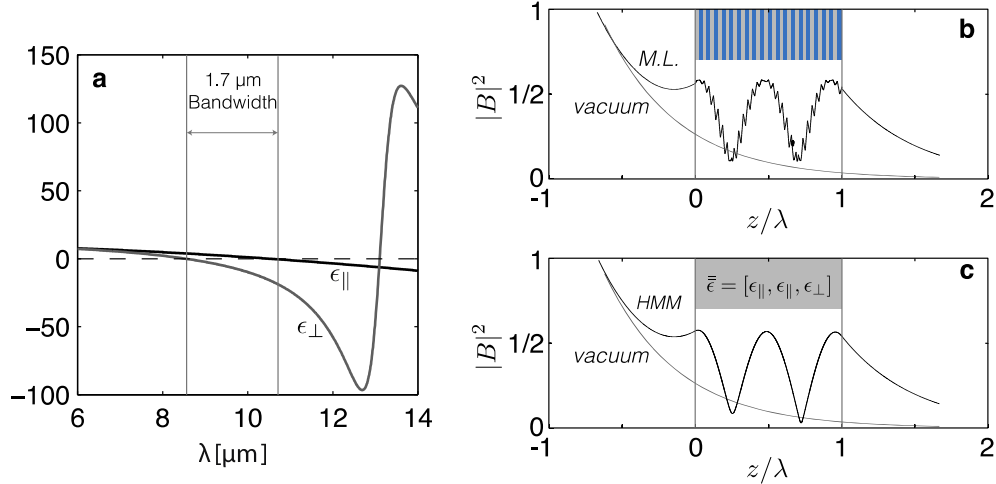 a
150
100
50
0
−50
−100
1.7 µm
Bandwidth
ϵ∥
ϵ⊥
6 8 10 12 14
λ[µm]
b
1
1/2
0
|B|²
M.L.
vacuum
-1 0 1 2
z/λ
c
1
1/2
0
|B|²
HMM
vacuum
ϵ̿ = [ϵ∥, ϵ∥, ϵ⊥]
-1 0 1 2
z/λ